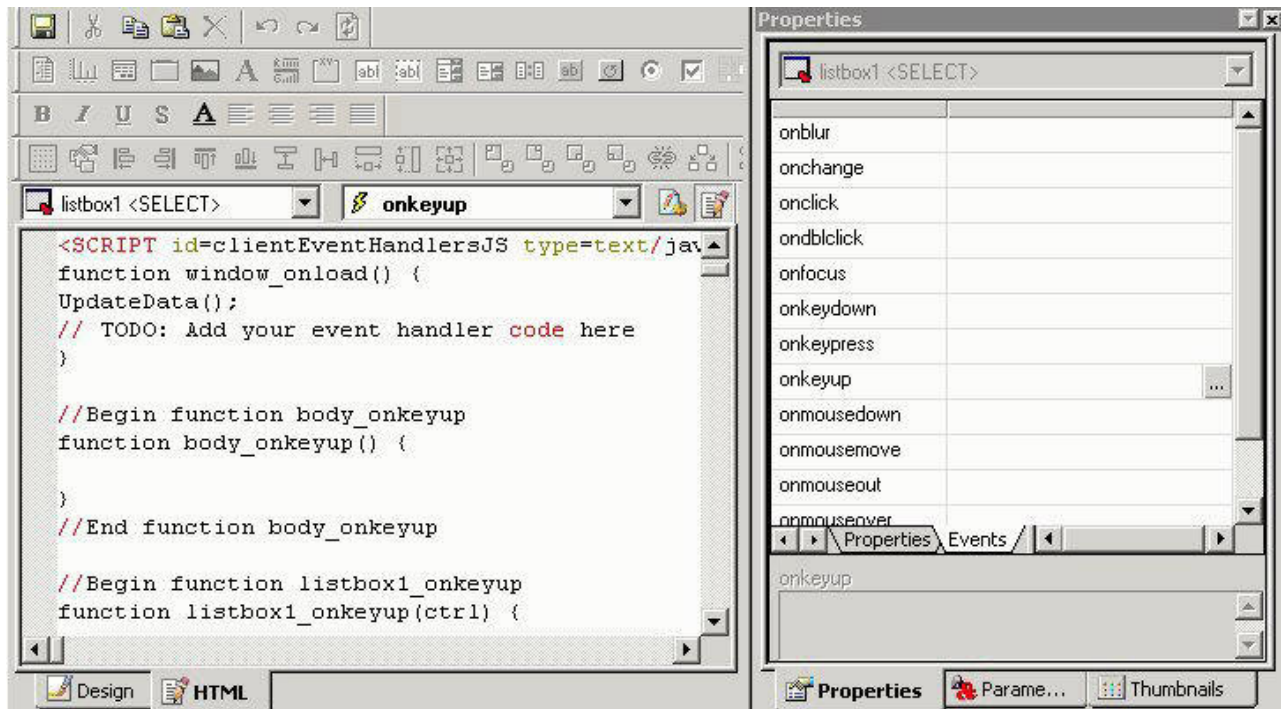 Properties
B I U S A
listbox1 <SELECT>
onkeyup
<SCRIPT id=clientEventHandlersJS type=text/jav
function window_onload() {
UpdateData();
// TODO: Add your event handler code here
}
//Begin function body_onkeyup
function body_onkeyup() {
}
//End function body_onkeyup
//Begin function listbox1_onkeyup
function listbox1_onkeyup(ctrl) {
Design
HTML
listbox1 <SELECT>
onblur
onchange
onclick
ondblclick
onfocus
onkeydown
onkeypress
onkeyup
...
onmousedown
onmousemove
onmouseout
onmouseover
Properties
Events
onkeyup
Properties
Parame...
Thumbnails